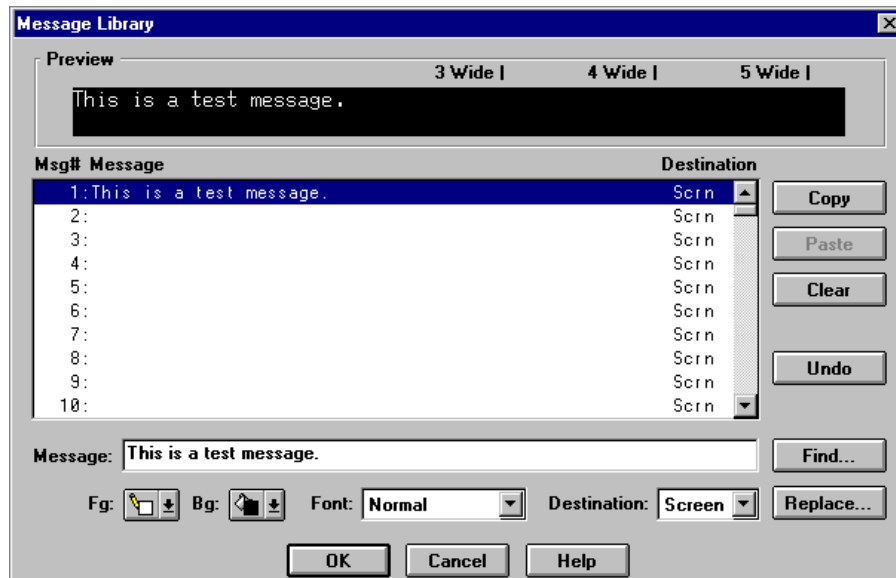 Message Library
Preview
3 Wide | 4 Wide | 5 Wide |
This is a test message.
Msg# Message Destination
1:This is a test message. Scrn
2: Scrn
3: Scrn
4: Scrn
5: Scrn
6: Scrn
7: Scrn
8: Scrn
9: Scrn
10: Scrn
Copy
Paste
Clear
Undo
Message: This is a test message. Find...
Fg: Bg: Font: Normal Destination: Screen Replace...
OK Cancel Help